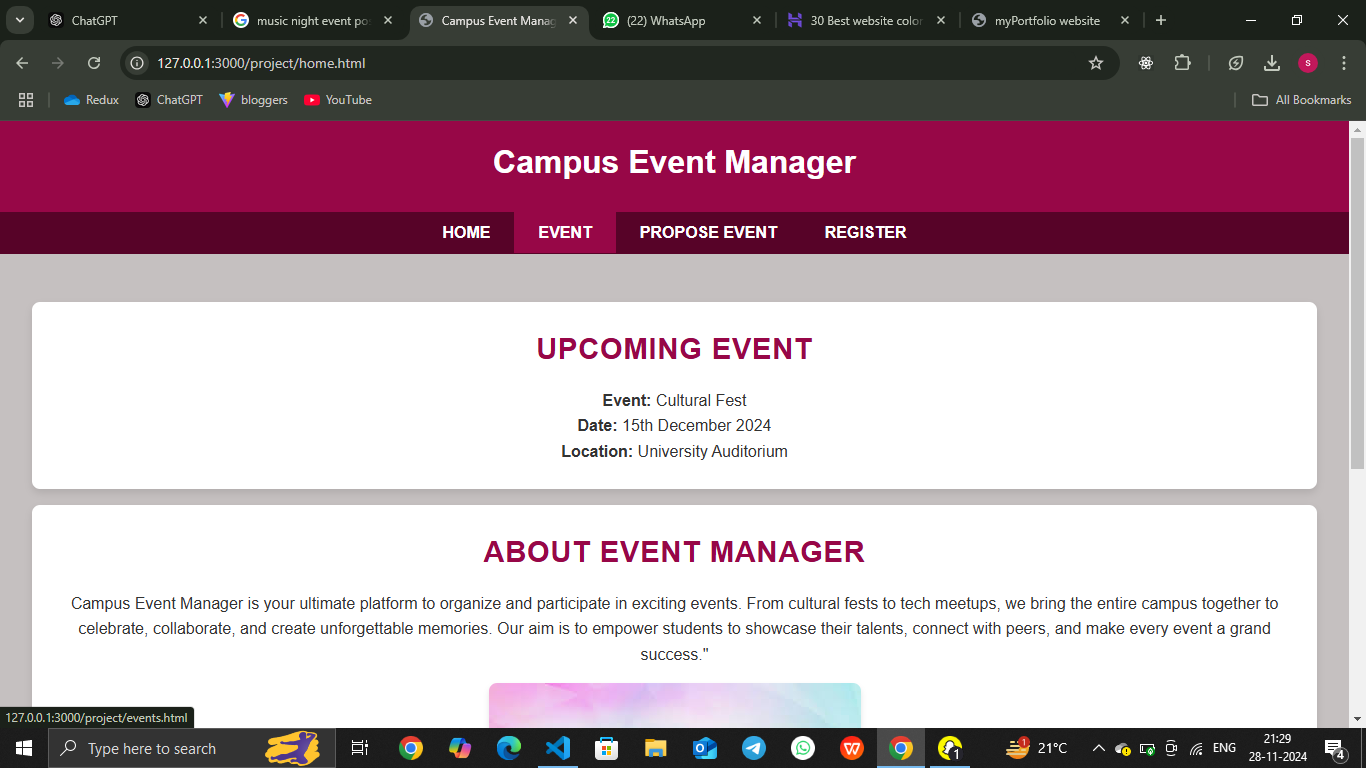 ChatGPT
music night event po
Campus Event Manag
22
(22) WhatsApp
30 Best website color
myPortfolio website
127.0.0.1:3000/project/home.html
s
Redux
ChatGPT
bloggers
YouTube
All Bookmarks
Campus Event Manager
HOME
EVENT
PROPOSE EVENT
REGISTER
UPCOMING EVENT
Event: Cultural Fest
Date: 15th December 2024
Location: University Auditorium
ABOUT EVENT MANAGER
Campus Event Manager is your ultimate platform to organize and participate in exciting events. From cultural fests to tech meetups, we bring the entire campus together to
celebrate, collaborate, and create unforgettable memories. Our aim is to empower students to showcase their talents, connect with peers, and make every event a grand
success."
127.0.0.1:3000/project/events.html
Type here to search
1
1
21°C
ENG
21:29
28-11-2024
4